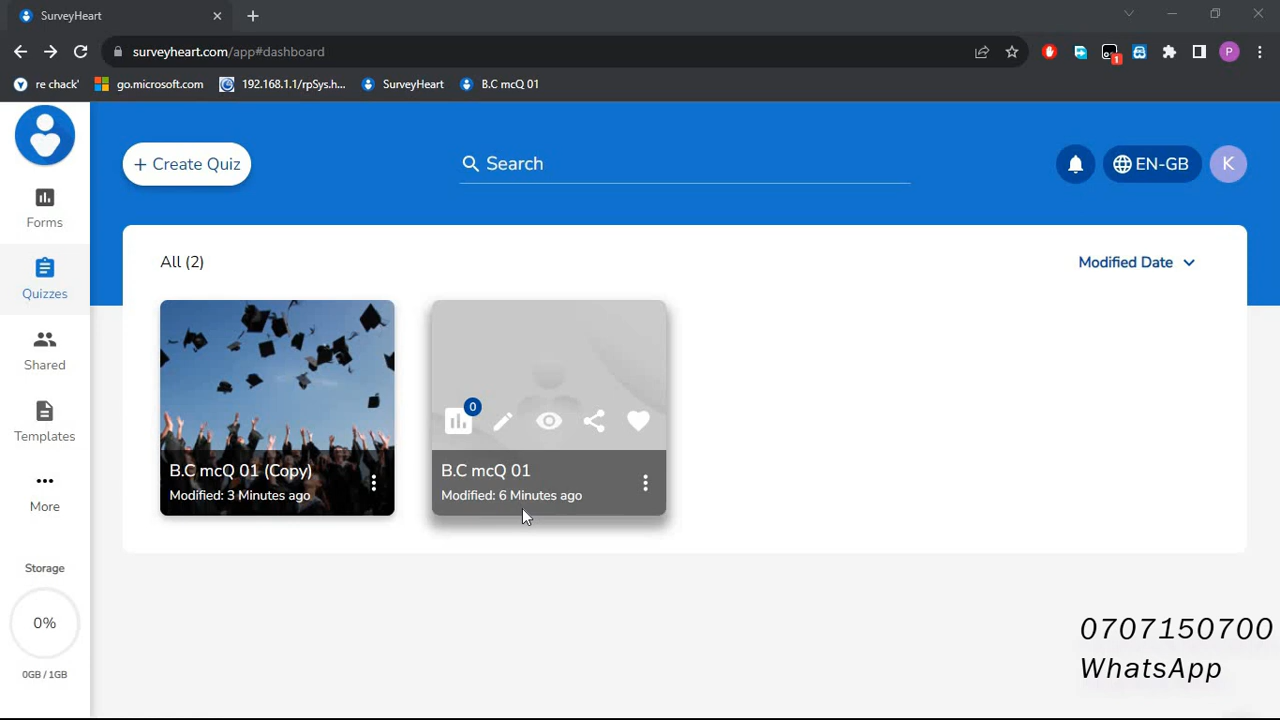 SurveyHeart
surveyheart.com/app#dashboard
1
P
re chack'
go.microsoft.com
192.168.1.1/rpSys.h...
SurveyHeart
B.C mcQ 01
+ Create Quiz
Search
EN-GB
K
Forms
Quizzes
Shared
Templates
More
Storage
0%
0GB / 1GB
All (2)
Modified Date
B.C mcQ 01 (Copy)
Modified: 3 Minutes ago
0
B.C mcQ 01
Modified: 6 Minutes ago
0707150700
WhatsApp